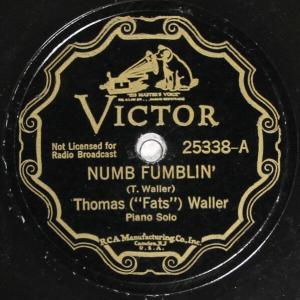 "HIS MASTER'S VOICE"
VICTOR
Not Licensed for
Radio Broadcast
25338-A
NUMB FUMBLIN'
(T. Waller)
Thomas ("Fats") Waller
Piano Solo
R.C.A. Manufacturing Co., Inc.
Camden, N.J.
U.S.A.